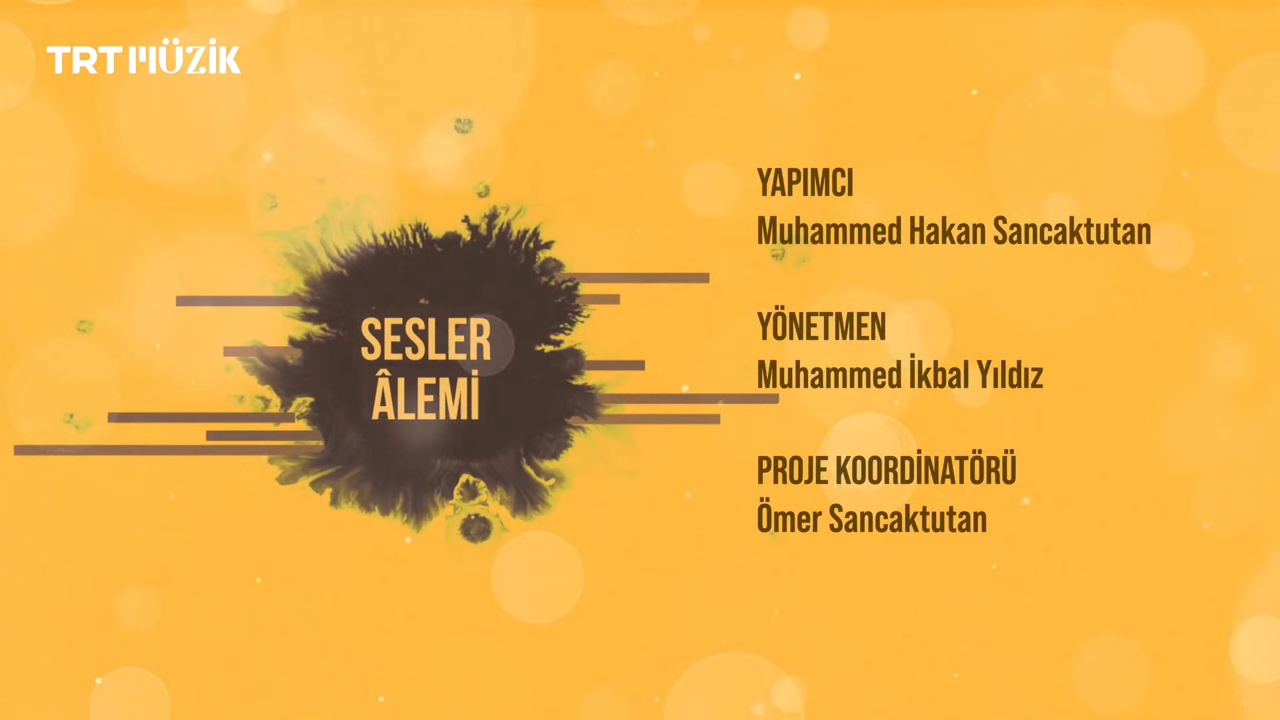 TRT MÜZİK
SESLER
ÂLEMİ
YAPIMCI
Muhammed Hakan Sancaktutan
YÖNETMEN
Muhammed İkbal Yıldız
PROJE KOORDİNATÖRÜ
Ömer Sancaktutan